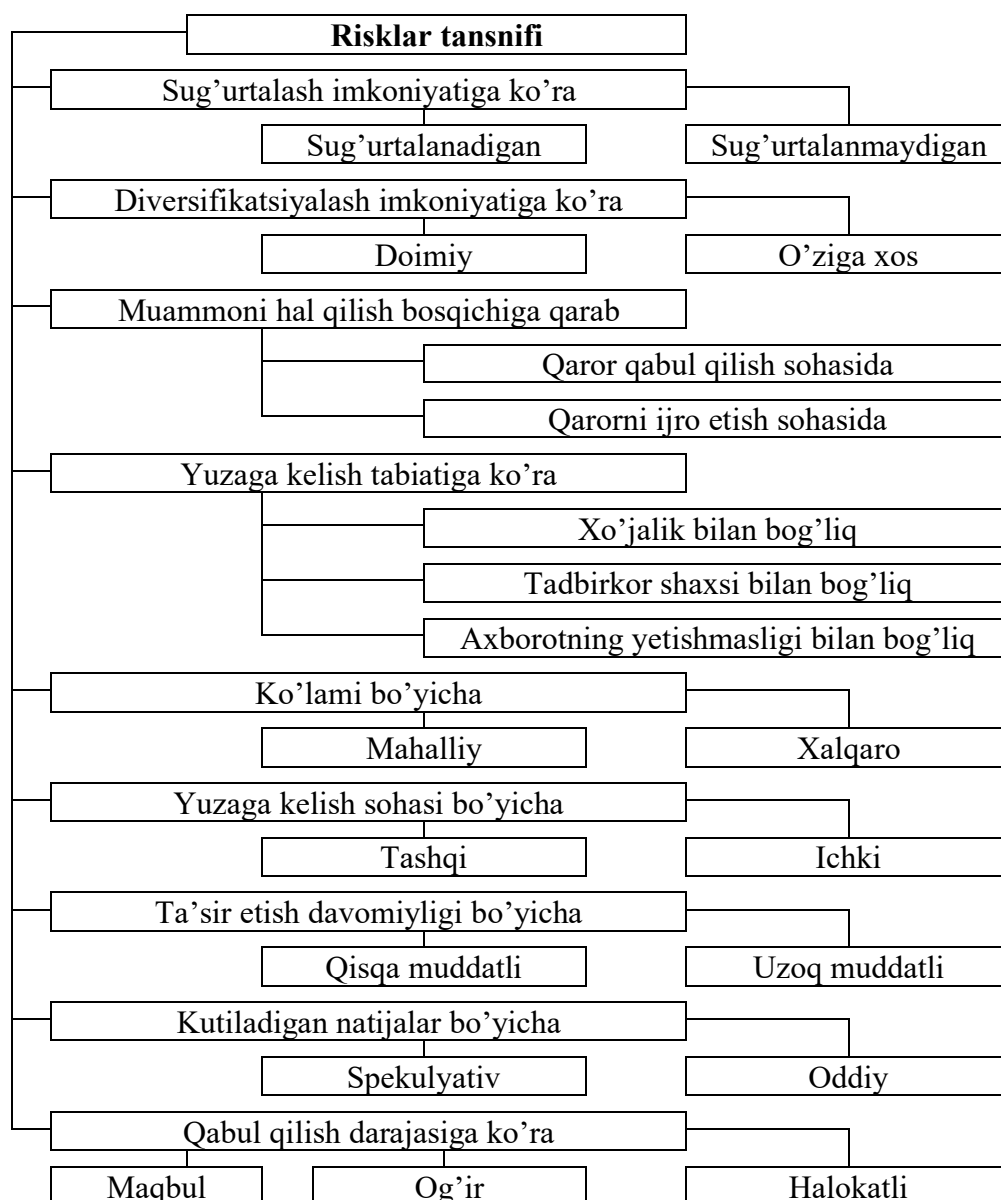 Risklar tansnifi
Sug’urtalash imkoniyatiga ko’ra
Sug’urtalanadigan Sug’urtalanmaydigan
Diversifikatsiyalash imkoniyatiga ko’ra
Doimiy O’ziga xos
Muammoni hal qilish bosqichiga qarab
Qaror qabul qilish sohasida
Qarorni ijro etish sohasida
Yuzaga kelish tabiatiga ko’ra
Xo’jalik bilan bog’liq
Tadbirkor shaxsi bilan bog’liq
Axborotning yetishmasligi bilan bog’liq
Ko’lami bo’yicha
Mahalliy Xalqaro
Yuzaga kelish sohasi bo’yicha
Tashqi Ichki
Ta’sir etish davomiyligi bo’yicha
Qisqa muddatli Uzoq muddatli
Kutiladigan natijalar bo’yicha
Spekulyativ Oddiy
Qabul qilish darajasiga ko’ra
Maqbul Og’ir Halokatli